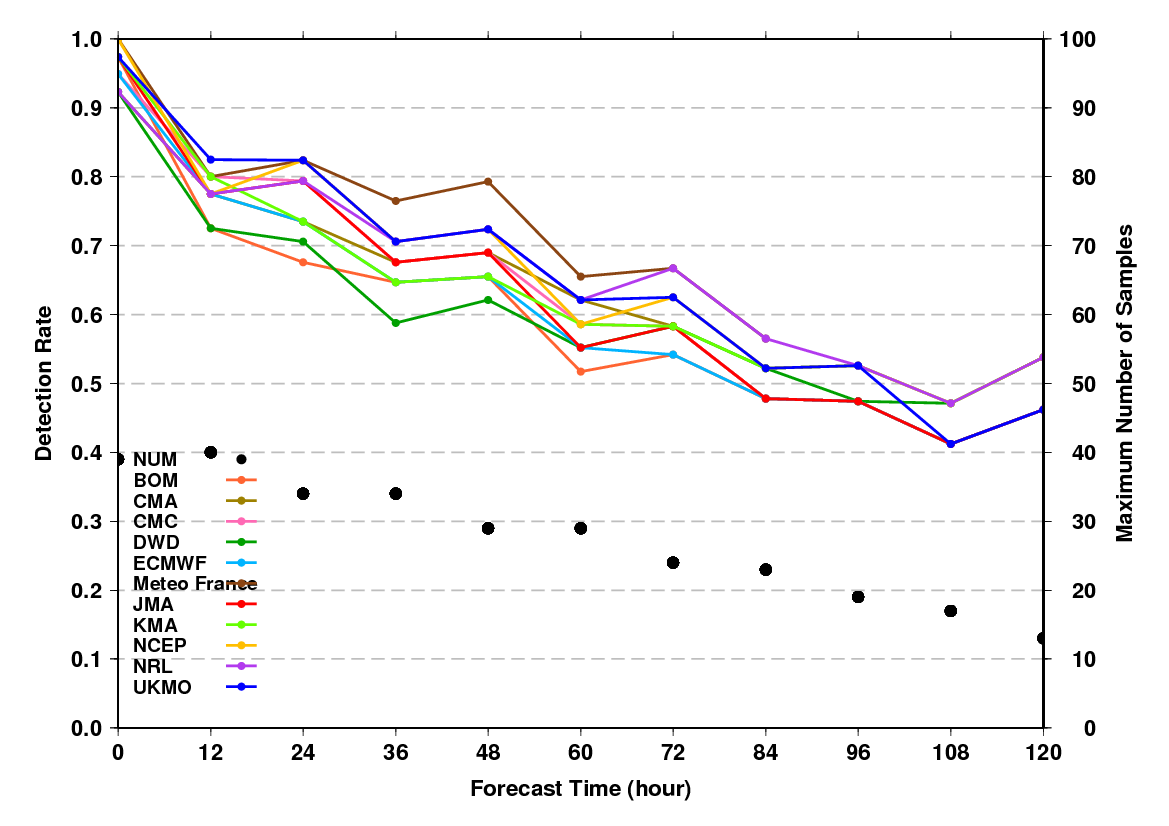 1.0
0.9
0.8
0.7
0.6
0.5
0.4
0.3
0.2
0.1
0.0
Detection Rate
100
90
80
70
60
50
40
30
20
10
0
Maximum Number of Samples
NUM
BOM
CMA
CMC
DWD
ECMWF
Meteo France
JMA
KMA
NCEP
NRL
UKMO
0 12 24 36 48 60 72 84 96 108 120
Forecast Time (hour)